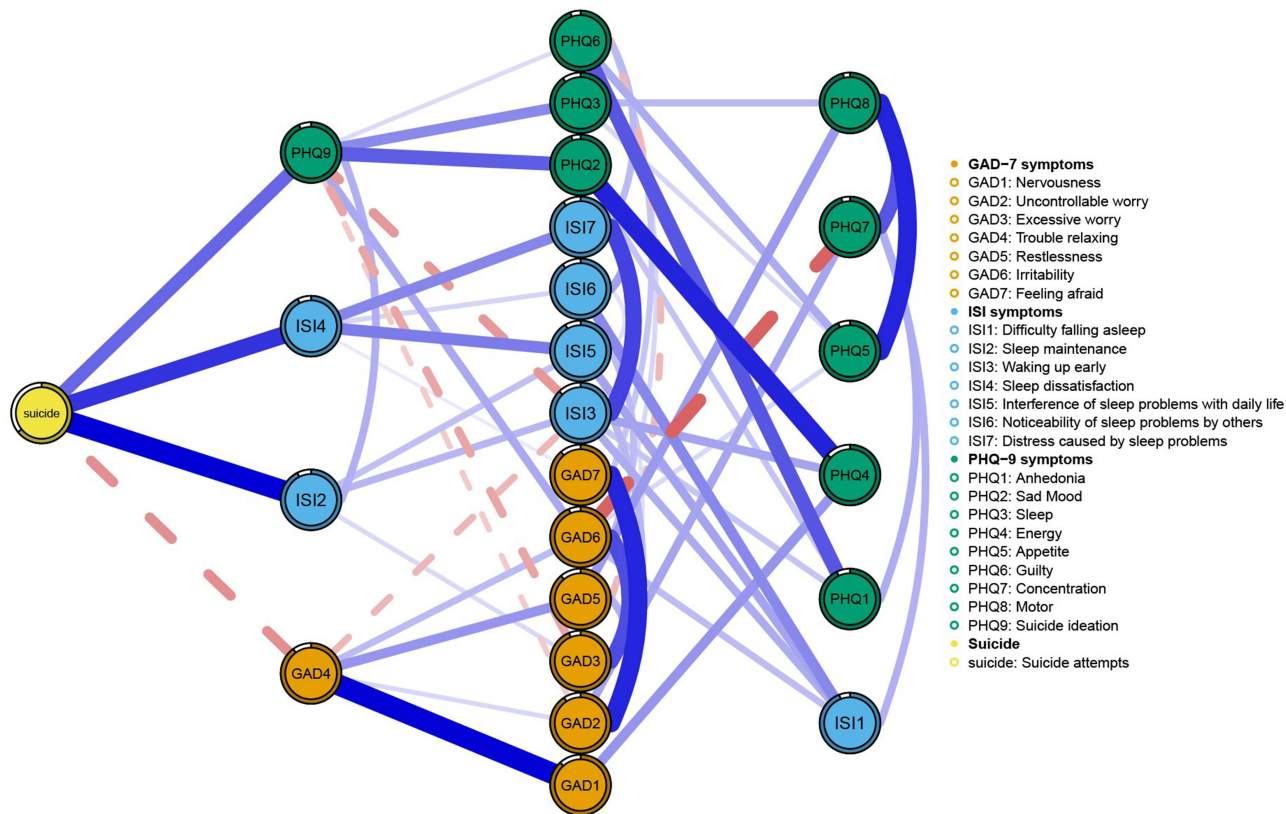 suicide
PHQ9
ISI4
ISI2
GAD4
PHQ6
PHQ3
PHQ2
ISI7
ISI6
ISI5
ISI3
GAD7
GAD6
GAD5
GAD3
GAD2
GAD1
PHQ8
PHQ7
PHQ5
PHQ4
PHQ1
ISI1
GAD−7 symptoms
GAD1: Nervousness
GAD2: Uncontrollable worry
GAD3: Excessive worry
GAD4: Trouble relaxing
GAD5: Restlessness
GAD6: Irritability
GAD7: Feeling afraid
ISI symptoms
ISI1: Difficulty falling asleep
ISI2: Sleep maintenance
ISI3: Waking up early
ISI4: Sleep dissatisfaction
ISI5: Interference of sleep problems with daily life
ISI6: Noticeability of sleep problems by others
ISI7: Distress caused by sleep problems
PHQ−9 symptoms
PHQ1: Anhedonia
PHQ2: Sad Mood
PHQ3: Sleep
PHQ4: Energy
PHQ5: Appetite
PHQ6: Guilty
PHQ7: Concentration
PHQ8: Motor
PHQ9: Suicide ideation
Suicide
suicide: Suicide attempts